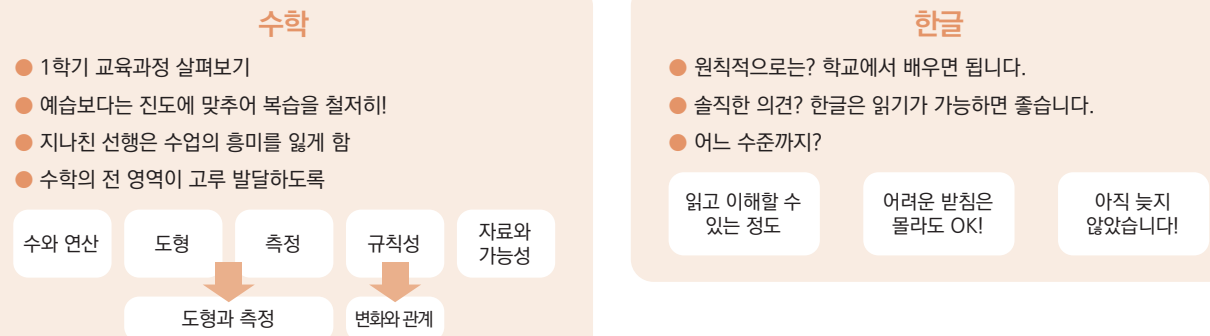 수학
● 1학기 교육과정 살펴보기
● 예습보다는 진도에 맞추어 복습을 철저히!
● 지나친 선행은 수업의 흥미를 잃게 함
● 수학의 전 영역이 고루 발달하도록
수와 연산
도형
측정
규칙성
자료와
가능성
도형과 측정
변화와 관계
한글
● 원칙적으로는? 학교에서 배우면 됩니다.
● 솔직한 의견? 한글은 읽기가 가능하면 좋습니다.
● 어느 수준까지?
읽고 이해할 수
있는 정도
어려운 받침은
몰라도 OK!
아직 늦지
않았습니다!